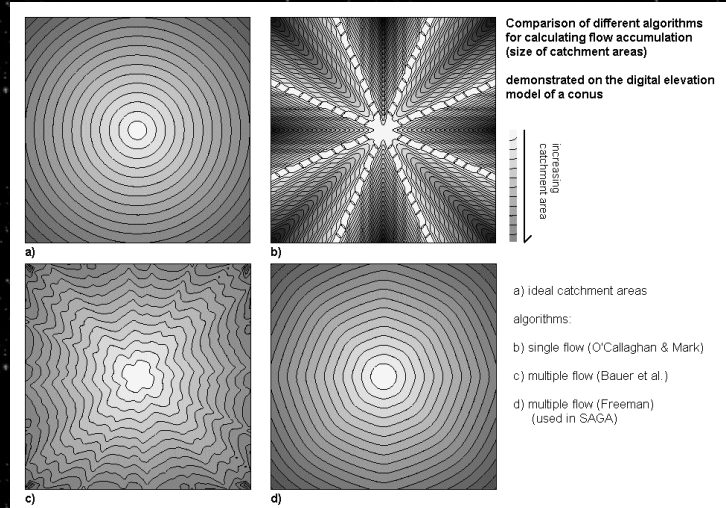 Comparison of different algorithms
for calculating flow accumulation
(size of catchment areas)
demonstrated on the digital elevation
model of a conus
increasing
catchment area
a)
b)
a) ideal catchment areas
algorithms:
b) single flow (O'Callaghan & Mark)
c) multiple flow (Bauer et al.)
d) multiple flow (Freeman)
(used in SAGA)
c)
d)